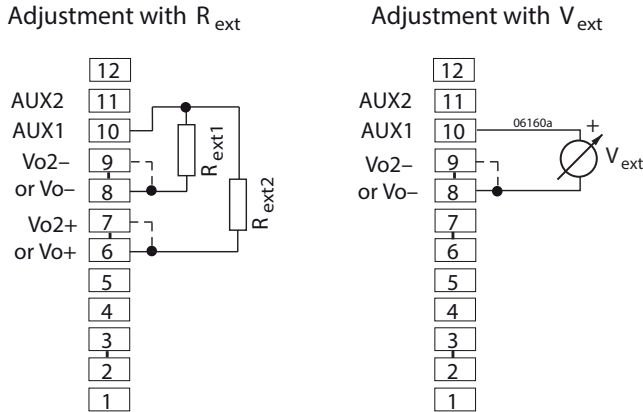 Adjustment with R ext
12
AUX2 11
AUX1 10
Vo2– 9
or Vo– 8
Vo2+ 7
or Vo+ 6
5
4
3
2
1
R ext1
R ext2
Adjustment with V ext
12
AUX2 11
AUX1 10 06160a +
Vo2– 9
or Vo– 8
V ext
7
6
5
4
3
2
1